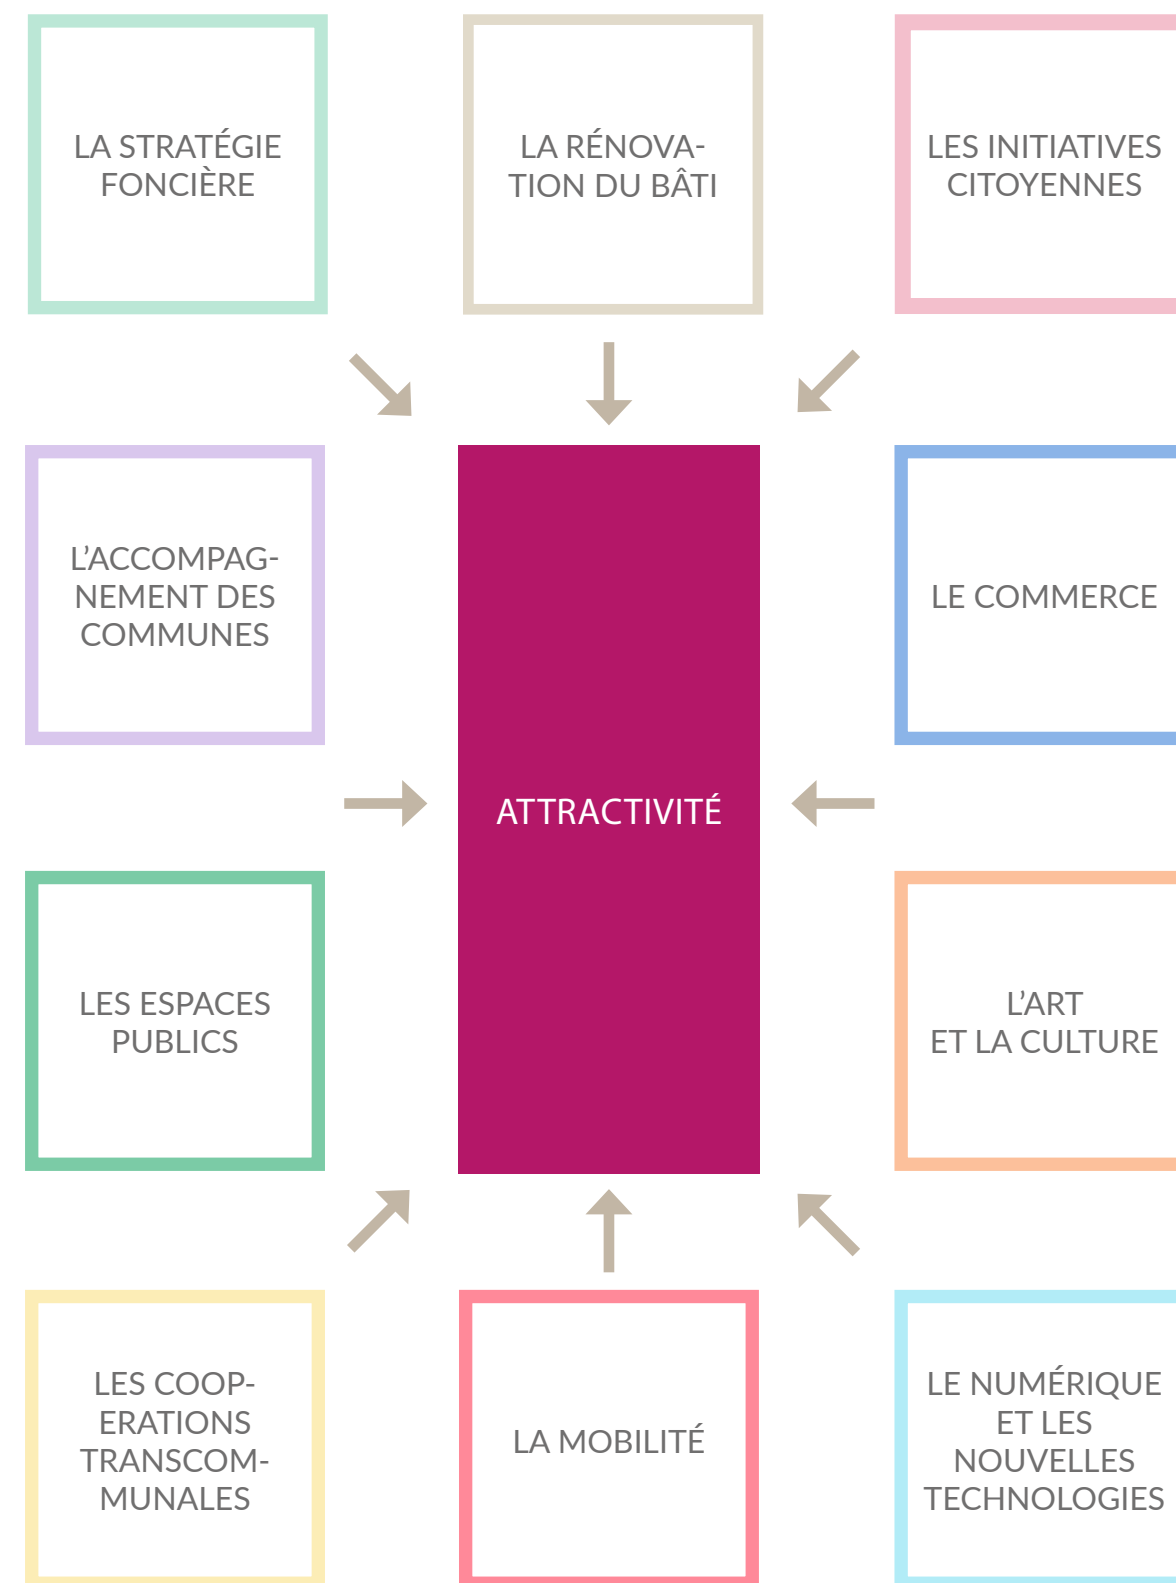 LA STRATÉGIE
FONCIÈRE
LA RÉNOVA-
TION DU BÂTI
LES INITIATIVES
CITOYENNES
L’ACCOMPAG-
NEMENT DES
COMMUNES
LE COMMERCE
ATTRACTIVITÉ
LES ESPACES
PUBLICS
L’ART
ET LA CULTURE
LES COOP-
ERATIONS
TRANSCOM-
MUNALES
LA MOBILITÉ
LE NUMÉRIQUE
ET LES
NOUVELLES
TECHNOLOGIES